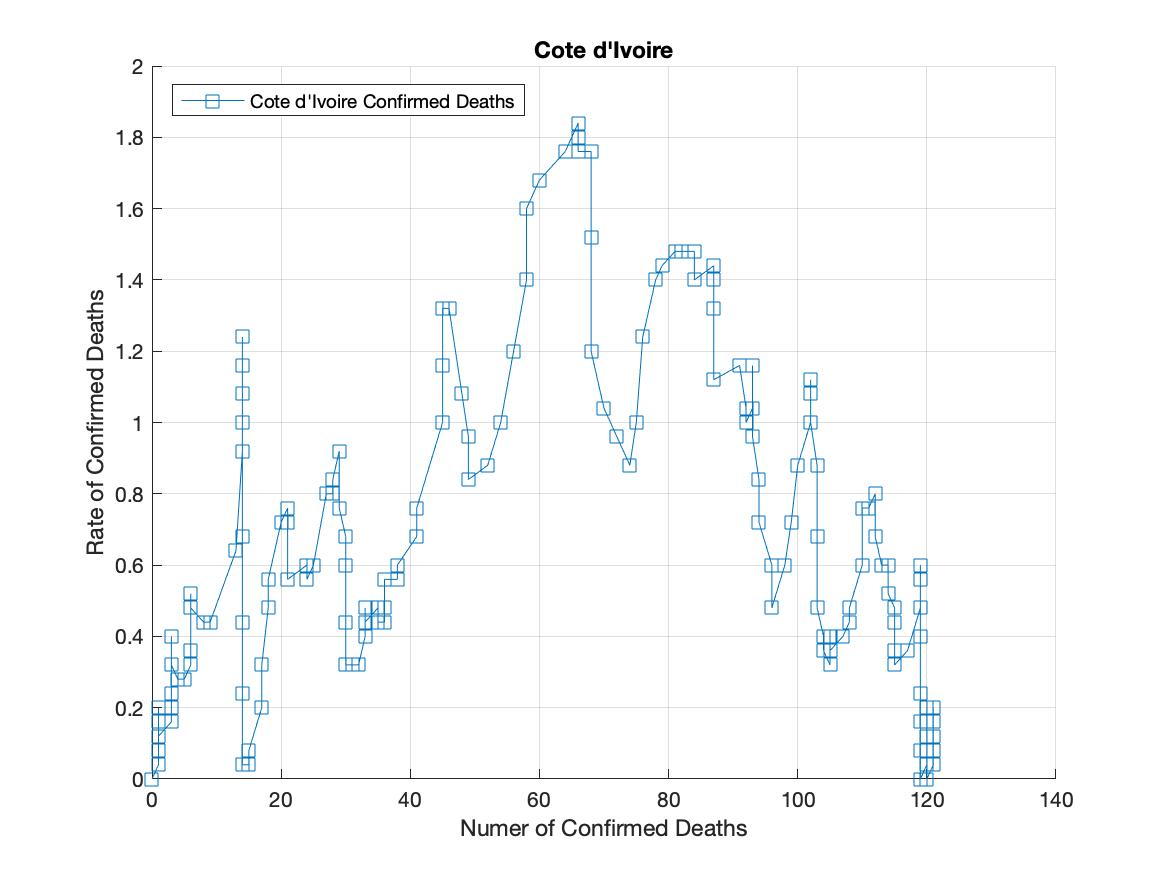 Cote d'Ivoire
Cote d'Ivoire Confirmed Deaths
Rate of Confirmed Deaths
2
1.8
1.6
1.4
1.2
1
0.8
0.6
0.4
0.2
0
0 20 40 60 80 100 120 140
Numer of Confirmed Deaths